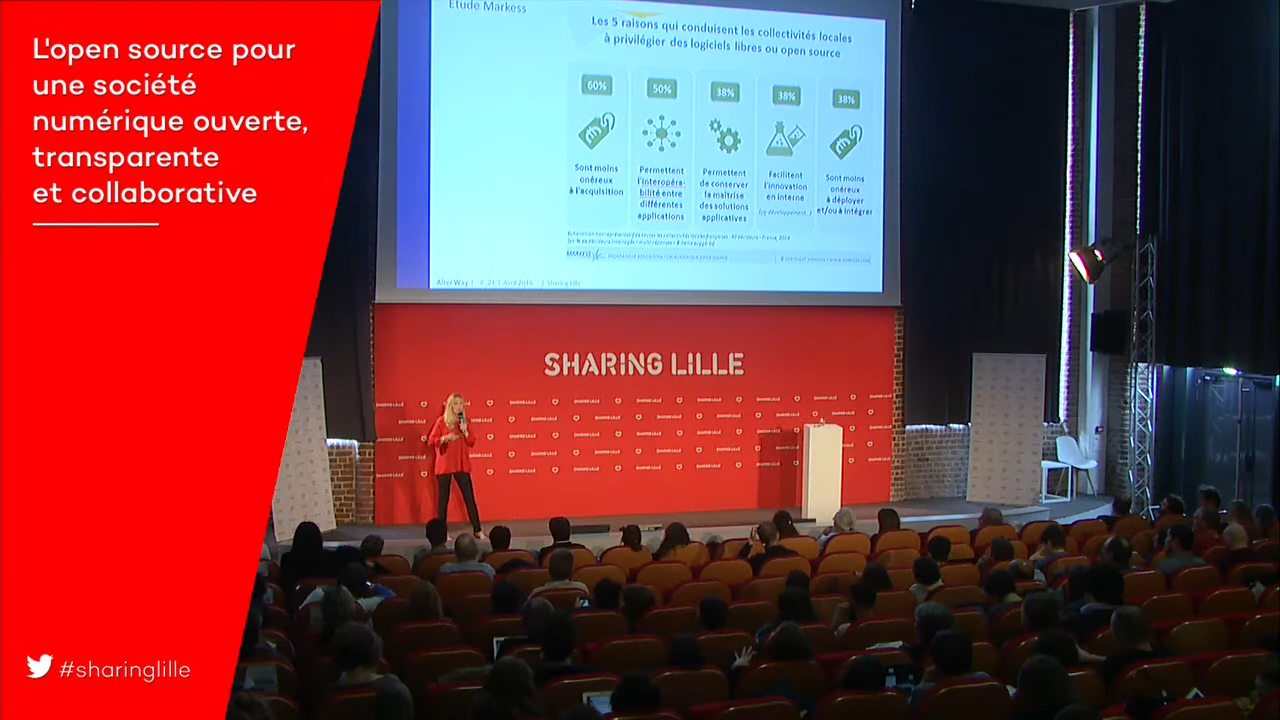 L'open source pour
une société
numérique ouverte,
transparente
et collaborative
#sharinglille
Etude Markess
Les 5 raisons qui conduisent les collectivités locales
à privilégier des logiciels libres ou open source
60%
50%
38%
38%
38%
Sont moins
onéreux
à l'acquisition
Permettent
l'interopéra-
bilité entre
différentes
applications
Permettent
de conserver
la maîtrise
des solutions
applicatives
Facilitent
l'innovation
en interne
Sont moins
onéreux
à déployer
et/ou à intégrer
MARKESS
SHARING LILLE